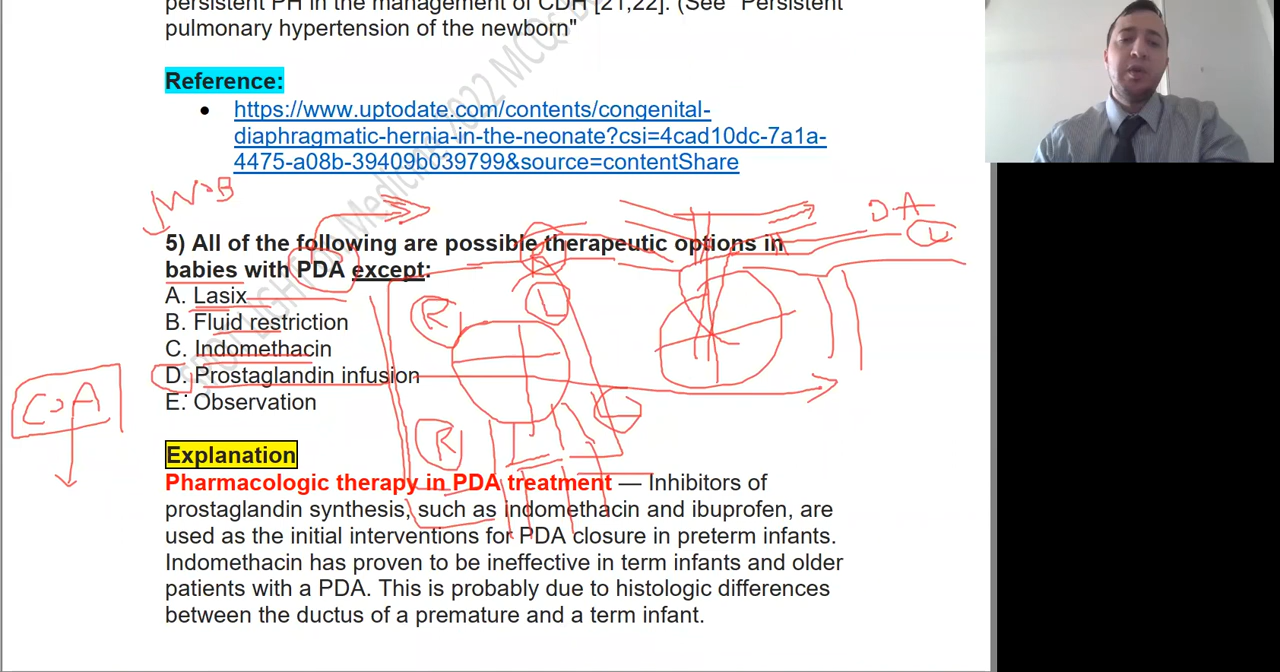 persistent PH in the management of CDH [21,22]. (See "Persistent
pulmonary hypertension of the newborn"
Reference:
https://www.uptodate.com/contents/congenital-
diaphragmatic-hernia-in-the-neonate?csi=4cad10dc-7a1a-
4475-a08b-39409b039799&source=contentShare
D A
5) All of the following are possible therapeutic options in
babies with PDA except:
A. Lasix
B. Fluid restriction
C. Indomethacin
D. Prostaglandin infusion
E. Observation
R
L
R
Explanation
Pharmacologic therapy in PDA treatment — Inhibitors of
prostaglandin synthesis, such as indomethacin and ibuprofen, are
used as the initial interventions for PDA closure in preterm infants.
Indomethacin has proven to be ineffective in term infants and older
patients with a PDA. This is probably due to histologic differences
between the ductus of a premature and a term infant.